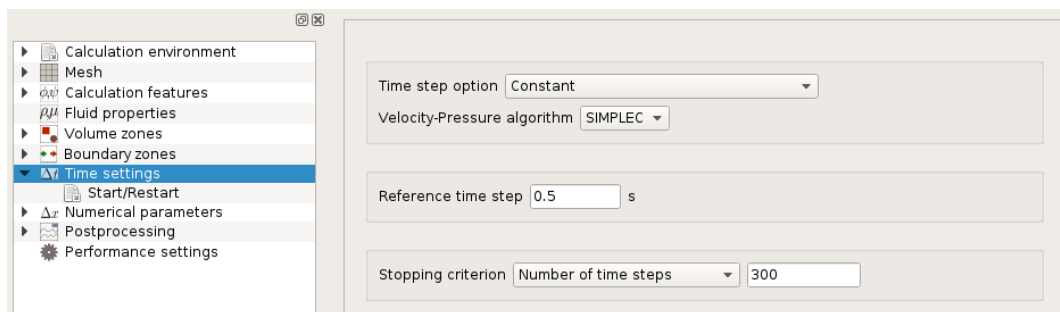 Calculation environment
Mesh
φ,ψ Calculation features
ρ,μ Fluid properties
Volume zones
Boundary zones
Δt Time settings
Start/Restart
Δx Numerical parameters
Postprocessing
Performance settings
Time step option Constant
Velocity-Pressure algorithm SIMPLEC
Reference time step 0.5 s
Stopping criterion Number of time steps 300